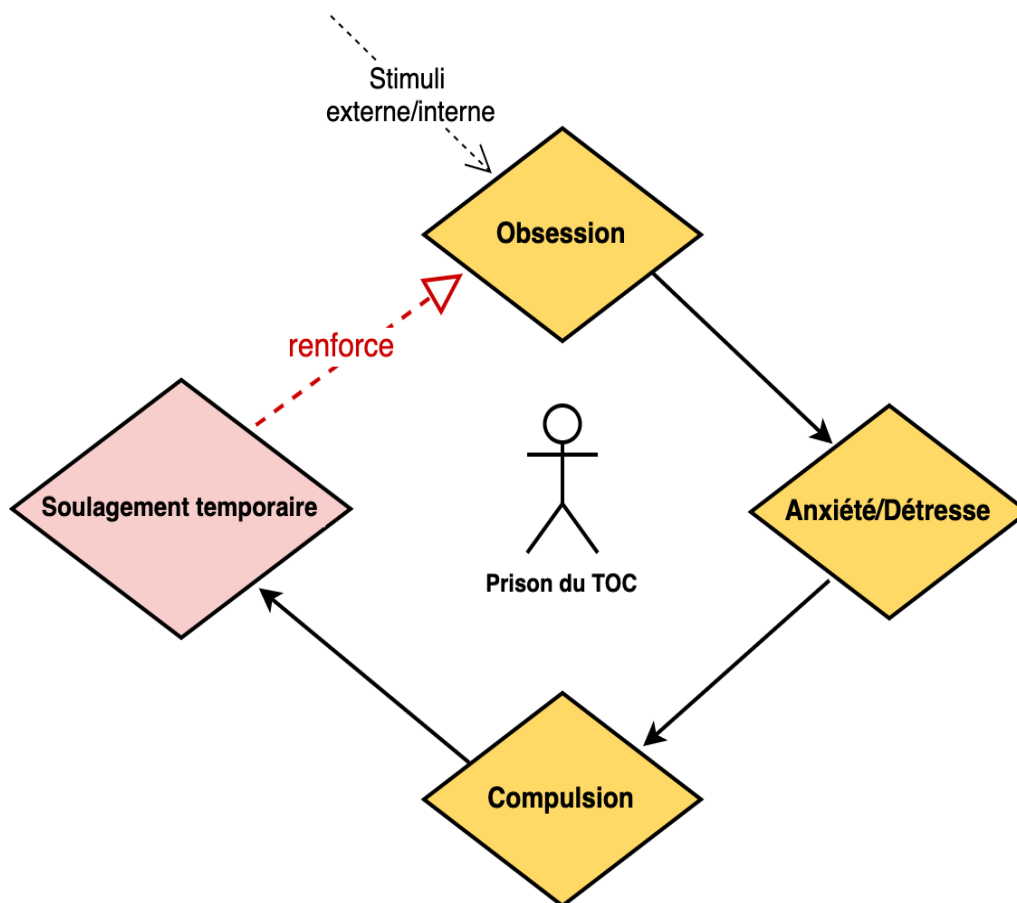 Stimuli
externe/interne
Obsession
renforce
Soulagement temporaire
Anxiété/Détresse
Prison du TOC
Compulsion